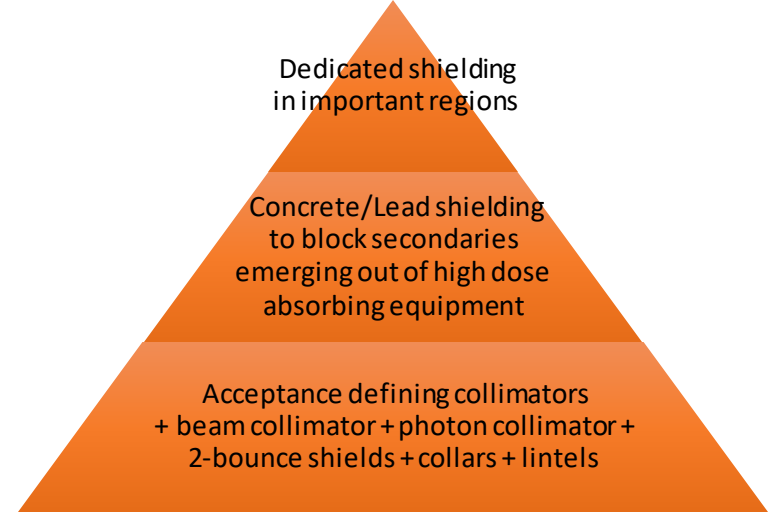 Dedicated shielding
in important regions
Concrete/Lead shielding
to block secondaries
emerging out of high dose
absorbing equipment
Acceptance defining collimators
+ beam collimator + photon collimator +
2-bounce shields + collars + lintels